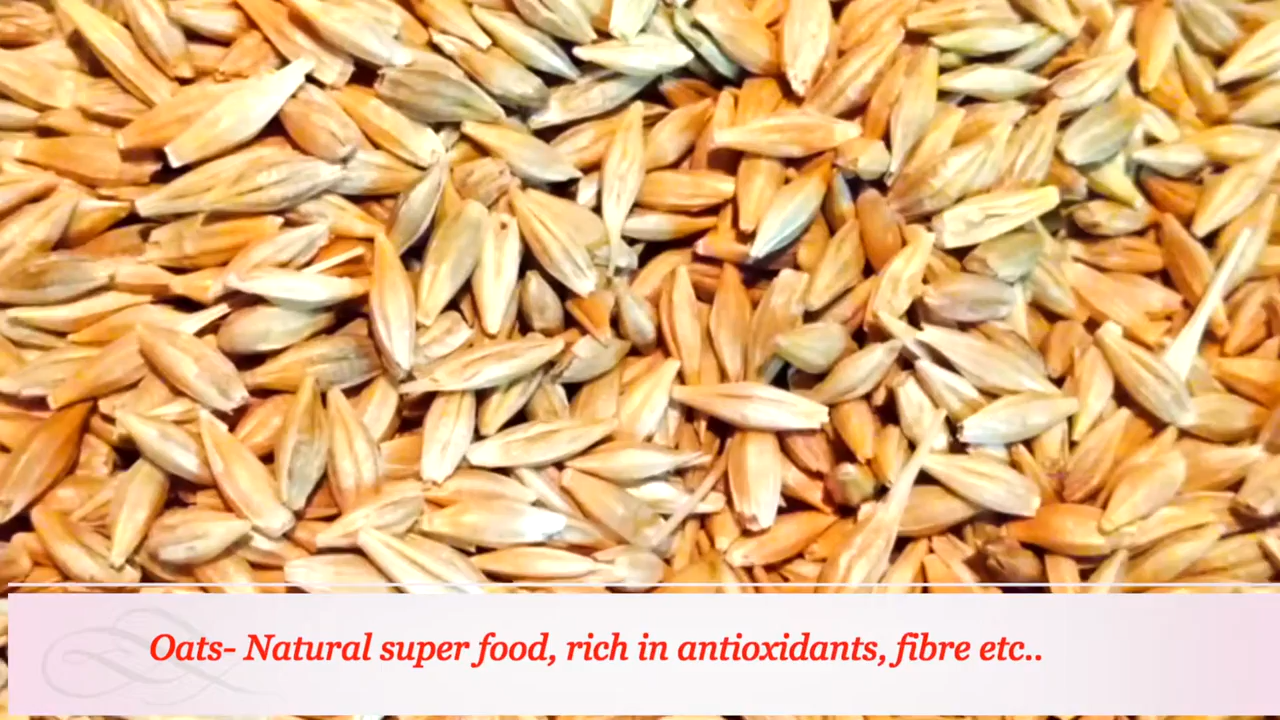 Oats- Natural super food, rich in antioxidants, fibre etc..